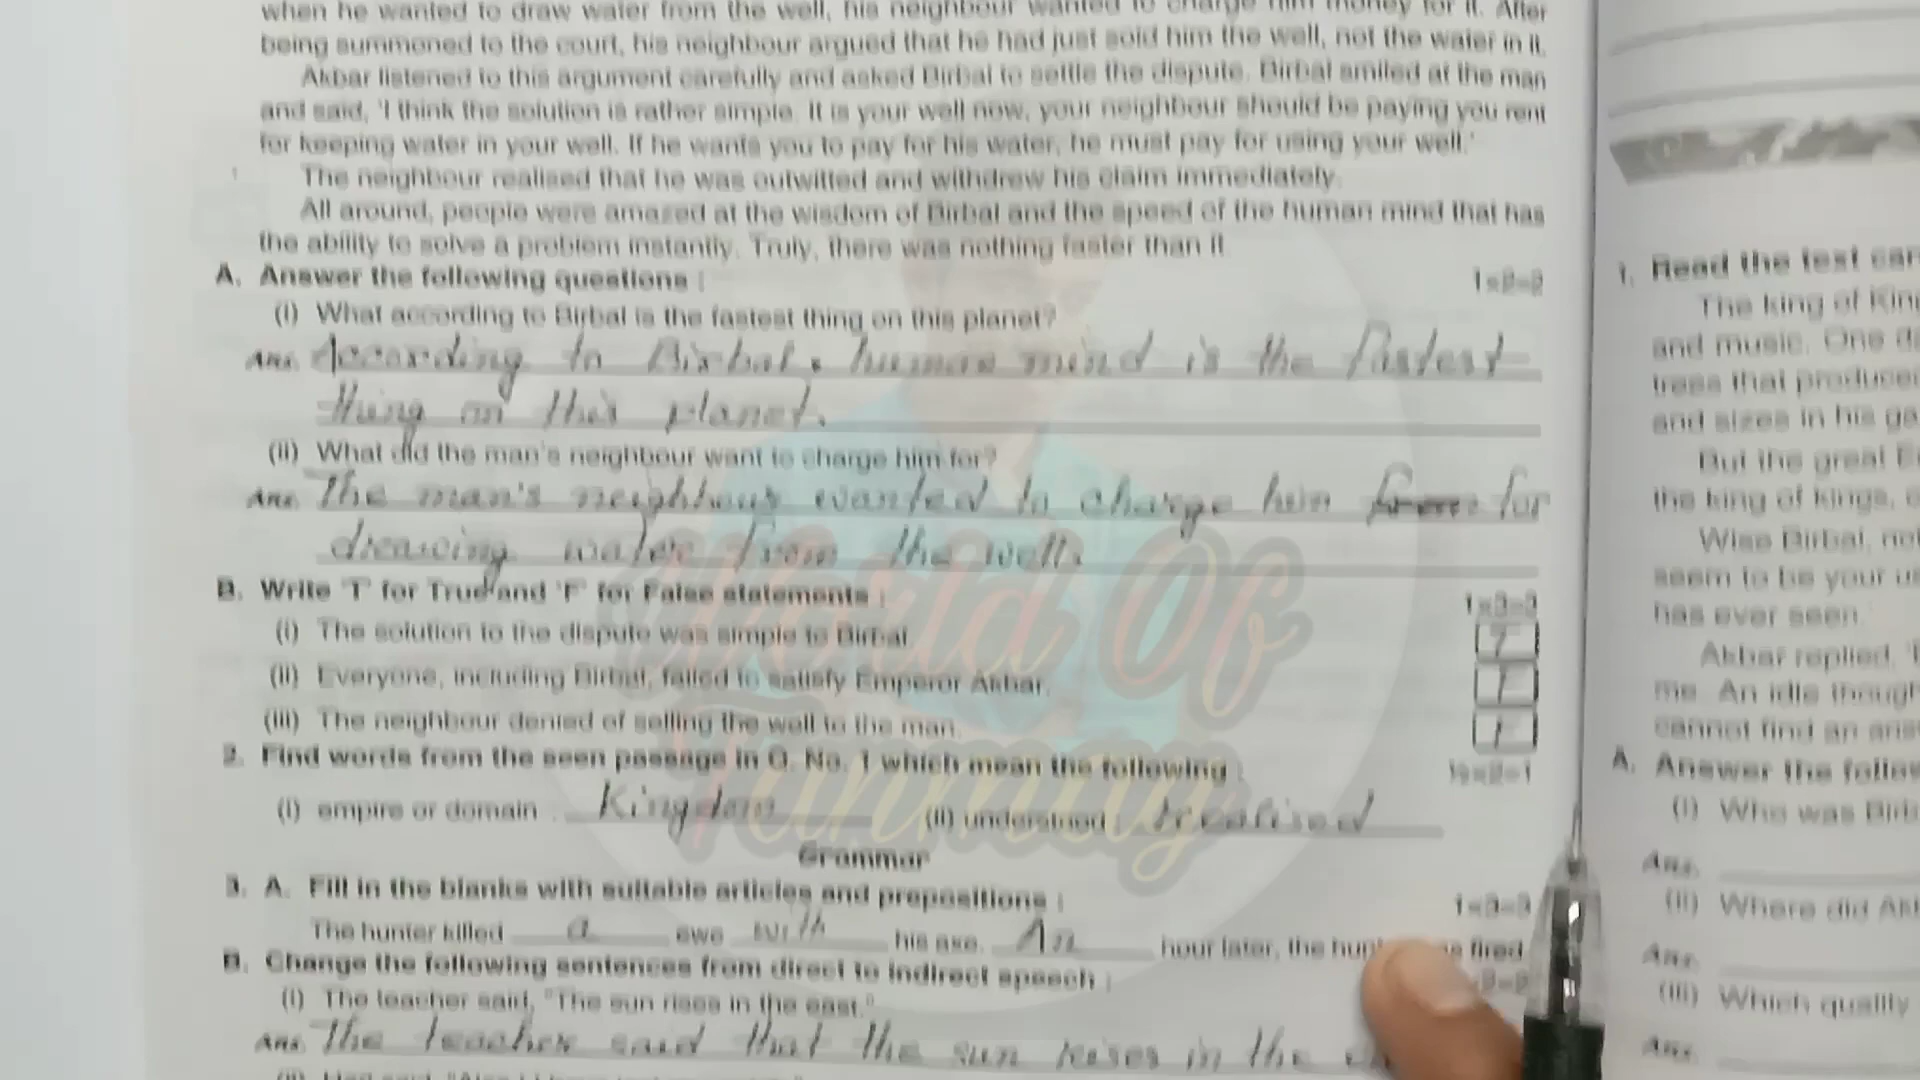 when he wanted to draw water from the well, his neighbour wanted to charge him money for it. After
being summoned to the court, his neighbour argued that he had just sold him the well, not the water in it.
Akbar listened to this argument carefully and asked Birbal to settle the dispute. Birbal smiled at the man
and said, 'I think the solution is rather simple. It is your well now, your neighbour should be paying you rent
for keeping water in your well. If he wants you to pay for his water, he must pay for using your well.'
The neighbour realised that he was outwitted and withdrew his claim immediately.
All around, people were amazed at the wisdom of Birbal and the speed of the human mind that has
the ability to solve a problem instantly. Truly, there was nothing faster than it
A. Answer the following questions : 1×2=2
(i) What according to Birbal is the fastest thing on this planet?
Ans. According to Birbal, human mind is the fastest
thing on this planet.
(ii) What did the man's neighbour want to charge him for?
Ans. The man's neighbour wanted to charge him for
drawing water from the well.
B. Write 'T' for True and 'F' for False statements : 1×3=3
(i) The solution to the dispute was simple to Birbal. T
(ii) Everyone, including Birbal, failed to satisfy Emperor Akbar.
(iii) The neighbour denied of selling the well to the man.
2. Find words from the seen passage in Q. No. 1 which mean the following : ½×2=1
(i) empire or domain : Kingdom (ii) understood realised
Grammar
3. A. Fill in the blanks with suitable articles and prepositions : 1×3=3
The hunter killed a ewe with his axe. An hour later, the fired
B. Change the following sentences from direct to indirect speech :
(i) The teacher said, "The sun rises in the east."
Ans. The teacher said that the sun rises in the
1. Read the text
The king of
and music. One
trees that
and sizes in his
But the great
the king of kings,
Wise Birbal,
seem to be your
has ever seen.
Akbar replied,
me. An idle
cannot find an
A. Answer the
(i) Who was
Ans.
(ii) Where did
Ans.
(iii) Which quality
Ans.
World Of
Tanmay